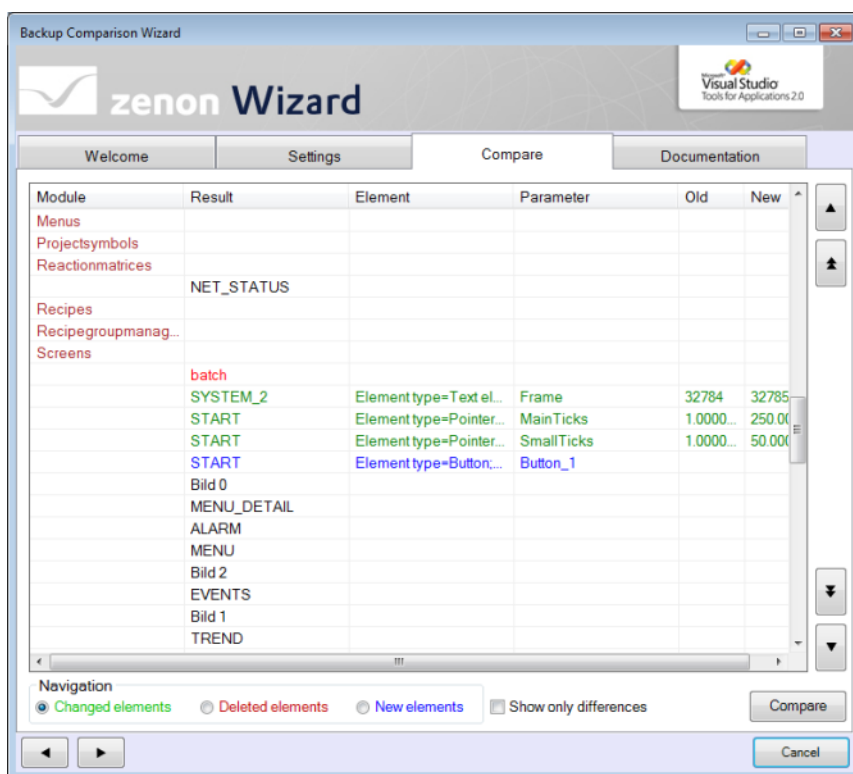 Backup Comparison Wizard
zenon Wizard
Microsoft
Visual Studio
Tools for Applications 2.0
Welcome Settings Compare Documentation
Module Result Element Parameter Old New
Menus
Projectsymbols
Reactionmatrices
NET_STATUS
Recipes
Recipegroupmanag...
Screens
batch
SYSTEM_2 Element type=Text el... Frame 32784 32785
START Element type=Pointer... MainTicks 1.0000... 250.00
START Element type=Pointer... SmallTicks 1.0000... 50.000
START Element type=Button;... Button_1
Bild 0
MENU_DETAIL
ALARM
MENU
Bild 2
EVENTS
Bild 1
TREND
Navigation
Changed elements Deleted elements New elements Show only differences Compare
Cancel